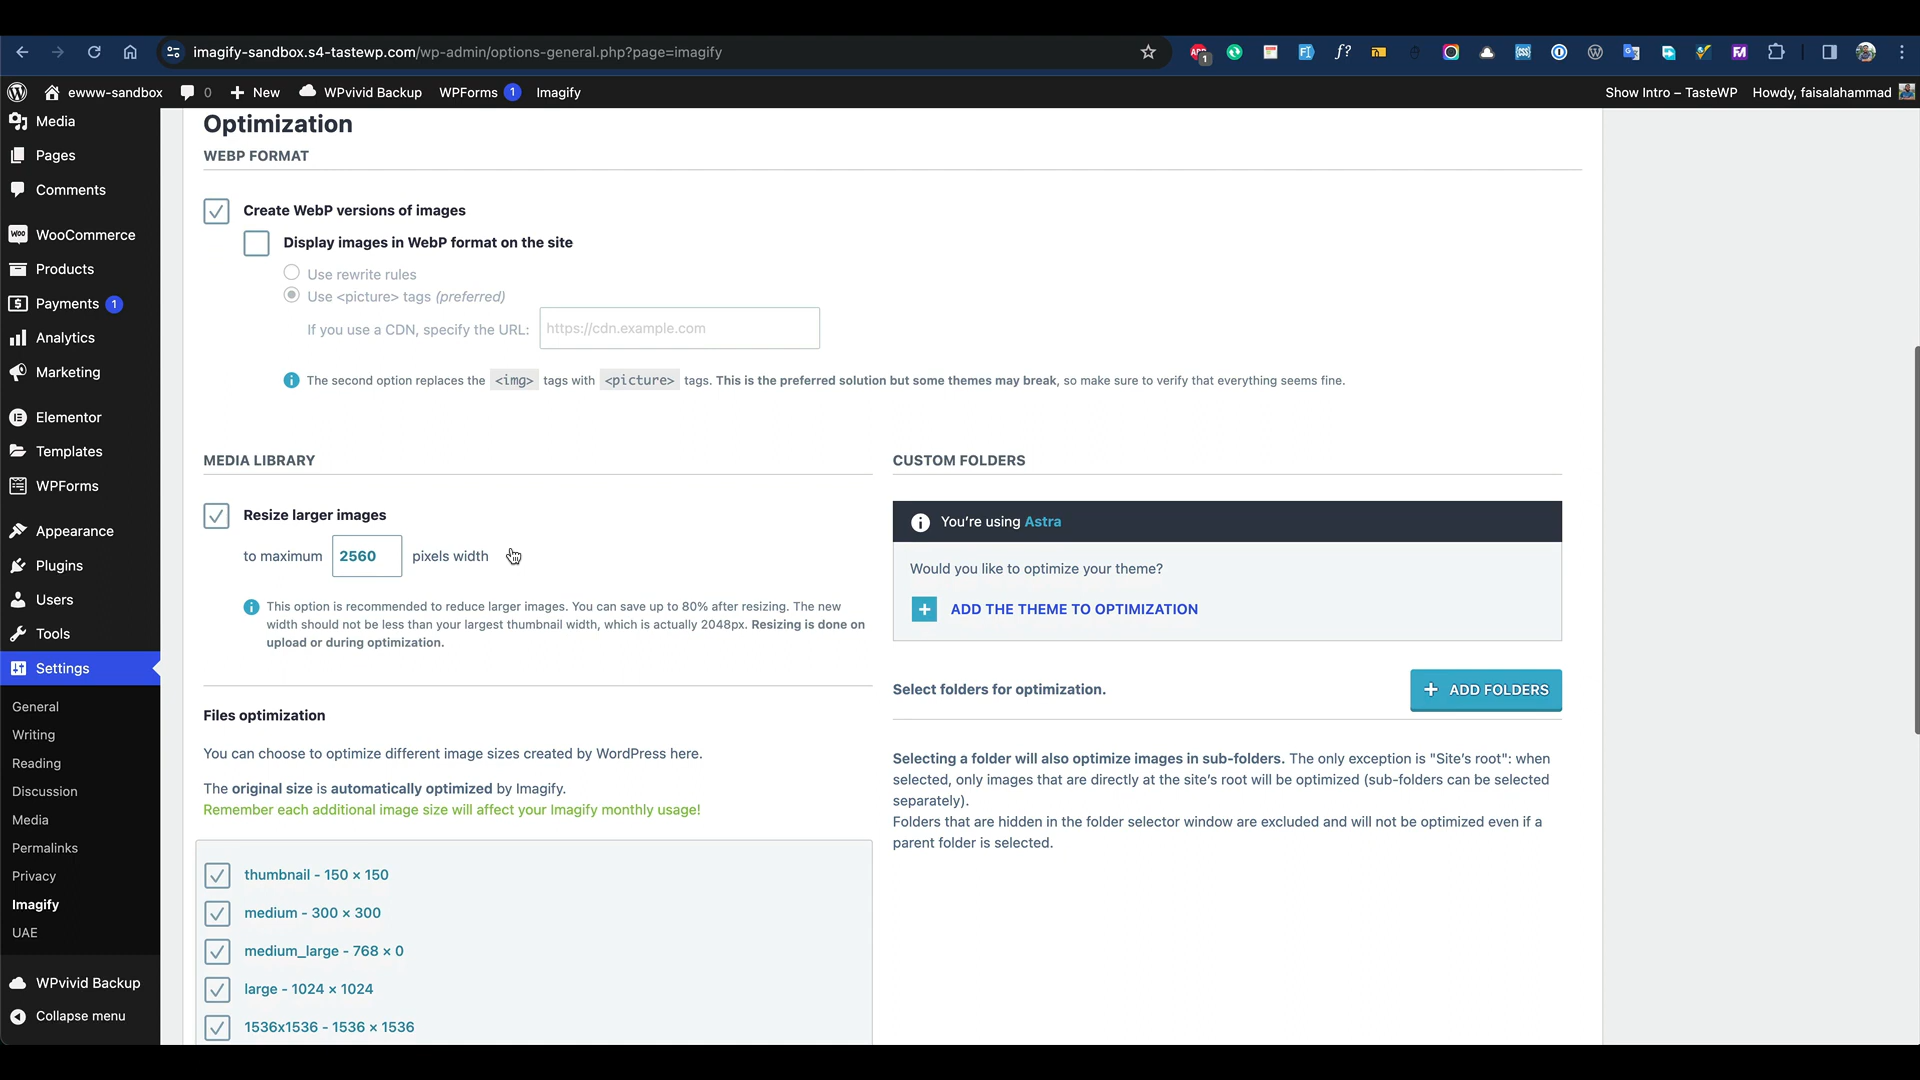 imagify-sandbox.s4-tastewp.com/wp-admin/options-general.php?page=imagify
ewww-sandbox
0
New
WPvivid Backup
WPForms 1
Imagify
Show Intro – TasteWP
Howdy, faisalahammad
Media
Pages
Comments
WooCommerce
Products
Payments 1
Analytics
Marketing
Elementor
Templates
WPForms
Appearance
Plugins
Users
Tools
Settings
General
Writing
Reading
Discussion
Media
Permalinks
Privacy
Imagify
UAE
WPvivid Backup
Collapse menu
Optimization
WEBP FORMAT
Create WebP versions of images
Display images in WebP format on the site
Use rewrite rules
Use <picture> tags (preferred)
If you use a CDN, specify the URL: https://cdn.example.com
The second option replaces the <img> tags with <picture> tags. This is the preferred solution but some themes may break, so make sure to verify that everything seems fine.
MEDIA LIBRARY
Resize larger images
to maximum 2560 pixels width
This option is recommended to reduce larger images. You can save up to 80% after resizing. The new
width should not be less than your largest thumbnail width, which is actually 2048px. Resizing is done on
upload or during optimization.
Files optimization
You can choose to optimize different image sizes created by WordPress here.
The original size is automatically optimized by Imagify.
Remember each additional image size will affect your Imagify monthly usage!
thumbnail - 150 × 150
medium - 300 × 300
medium_large - 768 × 0
large - 1024 × 1024
1536x1536 - 1536 × 1536
CUSTOM FOLDERS
You're using Astra
Would you like to optimize your theme?
ADD THE THEME TO OPTIMIZATION
Select folders for optimization.
ADD FOLDERS
Selecting a folder will also optimize images in sub-folders. The only exception is "Site's root": when
selected, only images that are directly at the site's root will be optimized (sub-folders can be selected
separately).
Folders that are hidden in the folder selector window are excluded and will not be optimized even if a
parent folder is selected.